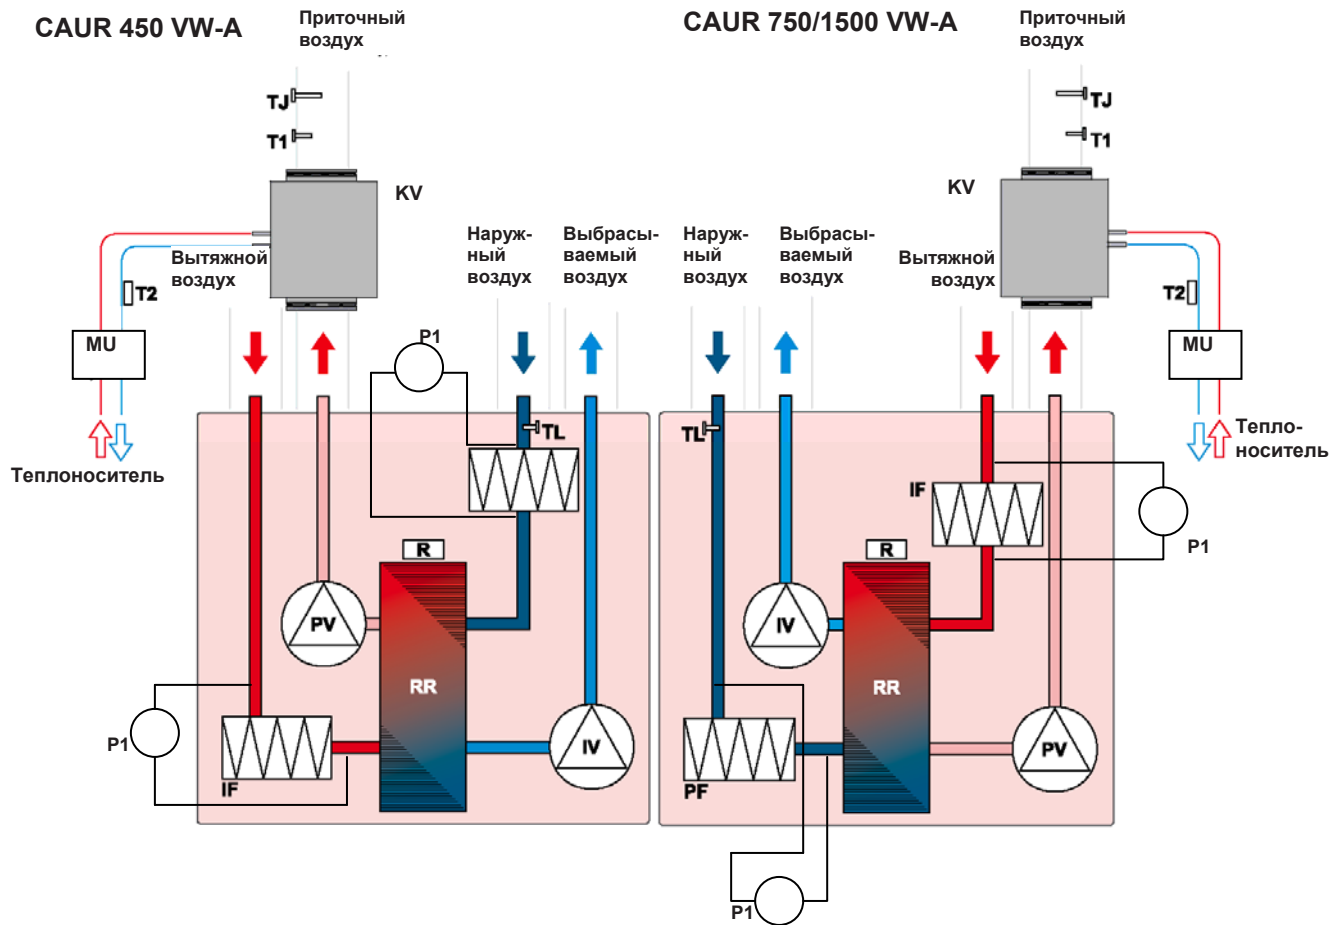 CAUR 450 VW-A
Приточный
воздух
TJ
T1
KV
Вытяжной
воздух
T2
MU
Теплоноситель
Наруж-
ный
воздух
Выбрасы-
ваемый
воздух
P1
TL
R
PV
RR
IV
P1
IF
CAUR 750/1500 VW-A
Приточный
воздух
TJ
T1
KV
Наруж-
ный
воздух
Выбрасы-
ваемый
воздух
Вытяжной
воздух
T2
MU
Тепло-
носитель
TL
IF
P1
R
IV
RR
PV
PF
P1